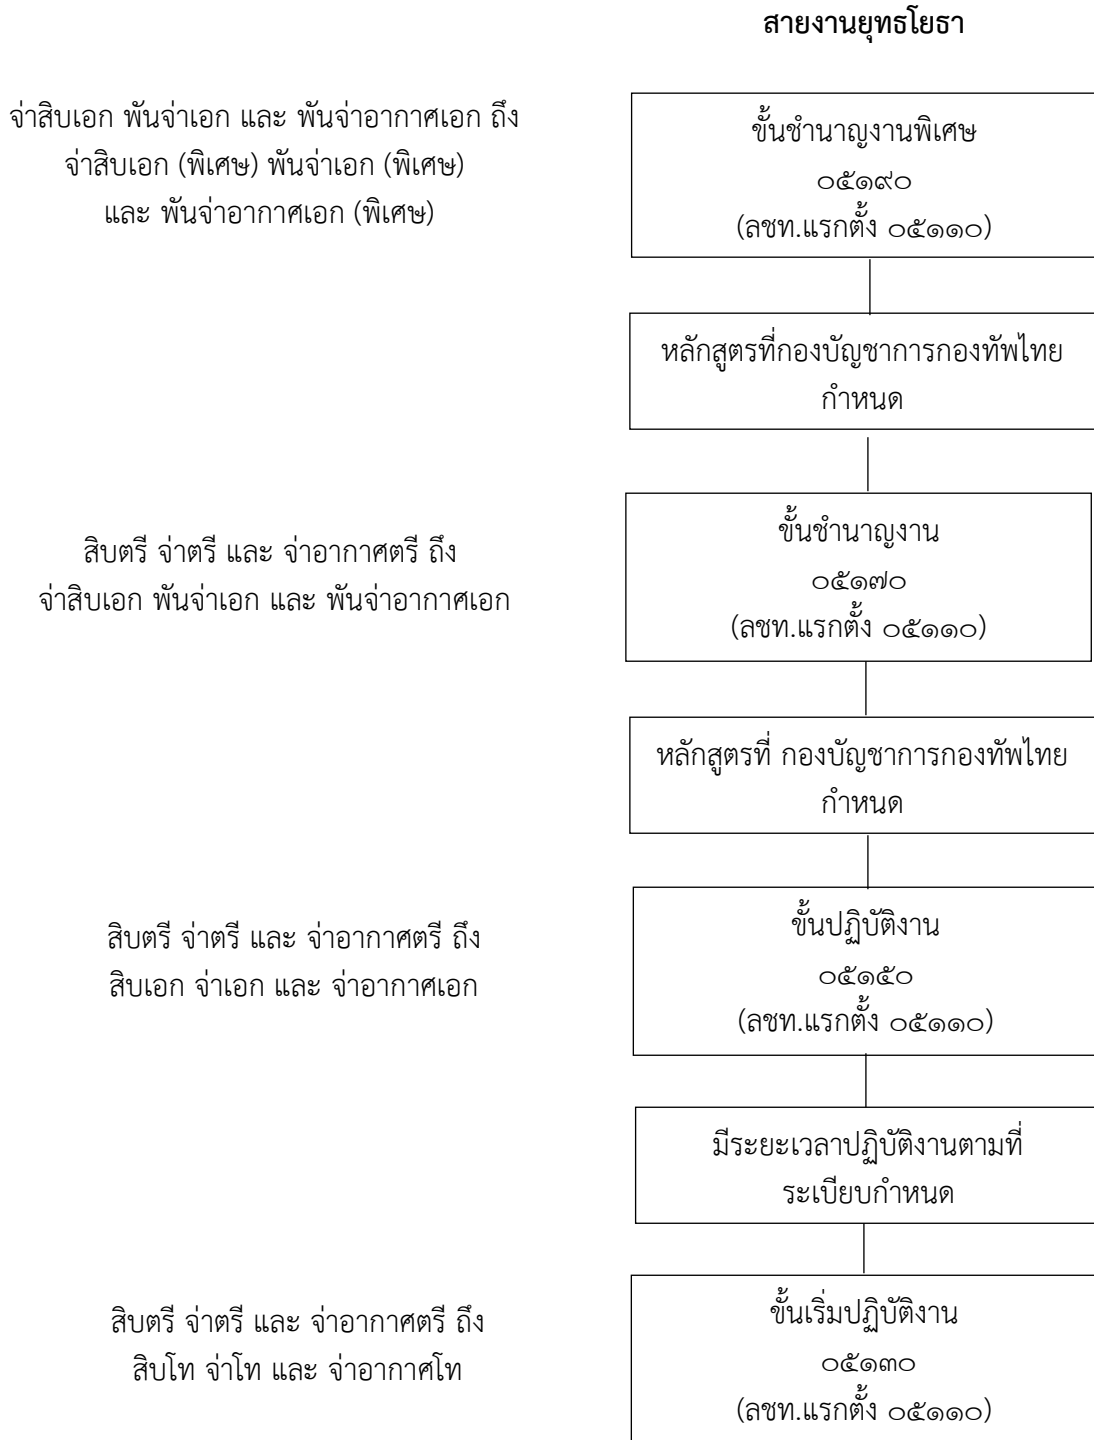 สายงานยุทธโยธา
จ่าสิบเอก พันจ่าเอก และ พันจ่าอากาศเอก ถึง
จ่าสิบเอก (พิเศษ) พันจ่าเอก (พิเศษ)
และ พันจ่าอากาศเอก (พิเศษ)
ขั้นชำนาญงานพิเศษ
๐๕๑๙๐
(ลชท.แรกตั้ง ๐๕๑๑๐)
หลักสูตรที่กองบัญชาการกองทัพไทย
กำหนด
สิบตรี จ่าตรี และ จ่าอากาศตรี ถึง
จ่าสิบเอก พันจ่าเอก และ พันจ่าอากาศเอก
ขั้นชำนาญงาน
๐๕๑๗๐
(ลชท.แรกตั้ง ๐๕๑๑๐)
หลักสูตรที่ กองบัญชาการกองทัพไทย
กำหนด
สิบตรี จ่าตรี และ จ่าอากาศตรี ถึง
สิบเอก จ่าเอก และ จ่าอากาศเอก
ขั้นปฏิบัติงาน
๐๕๑๕๐
(ลชท.แรกตั้ง ๐๕๑๑๐)
มีระยะเวลาปฏิบัติงานตามที่
ระเบียบกำหนด
สิบตรี จ่าตรี และ จ่าอากาศตรี ถึง
สิบโท จ่าโท และ จ่าอากาศโท
ขั้นเริ่มปฏิบัติงาน
๐๕๑๓๐
(ลชท.แรกตั้ง ๐๕๑๑๐)